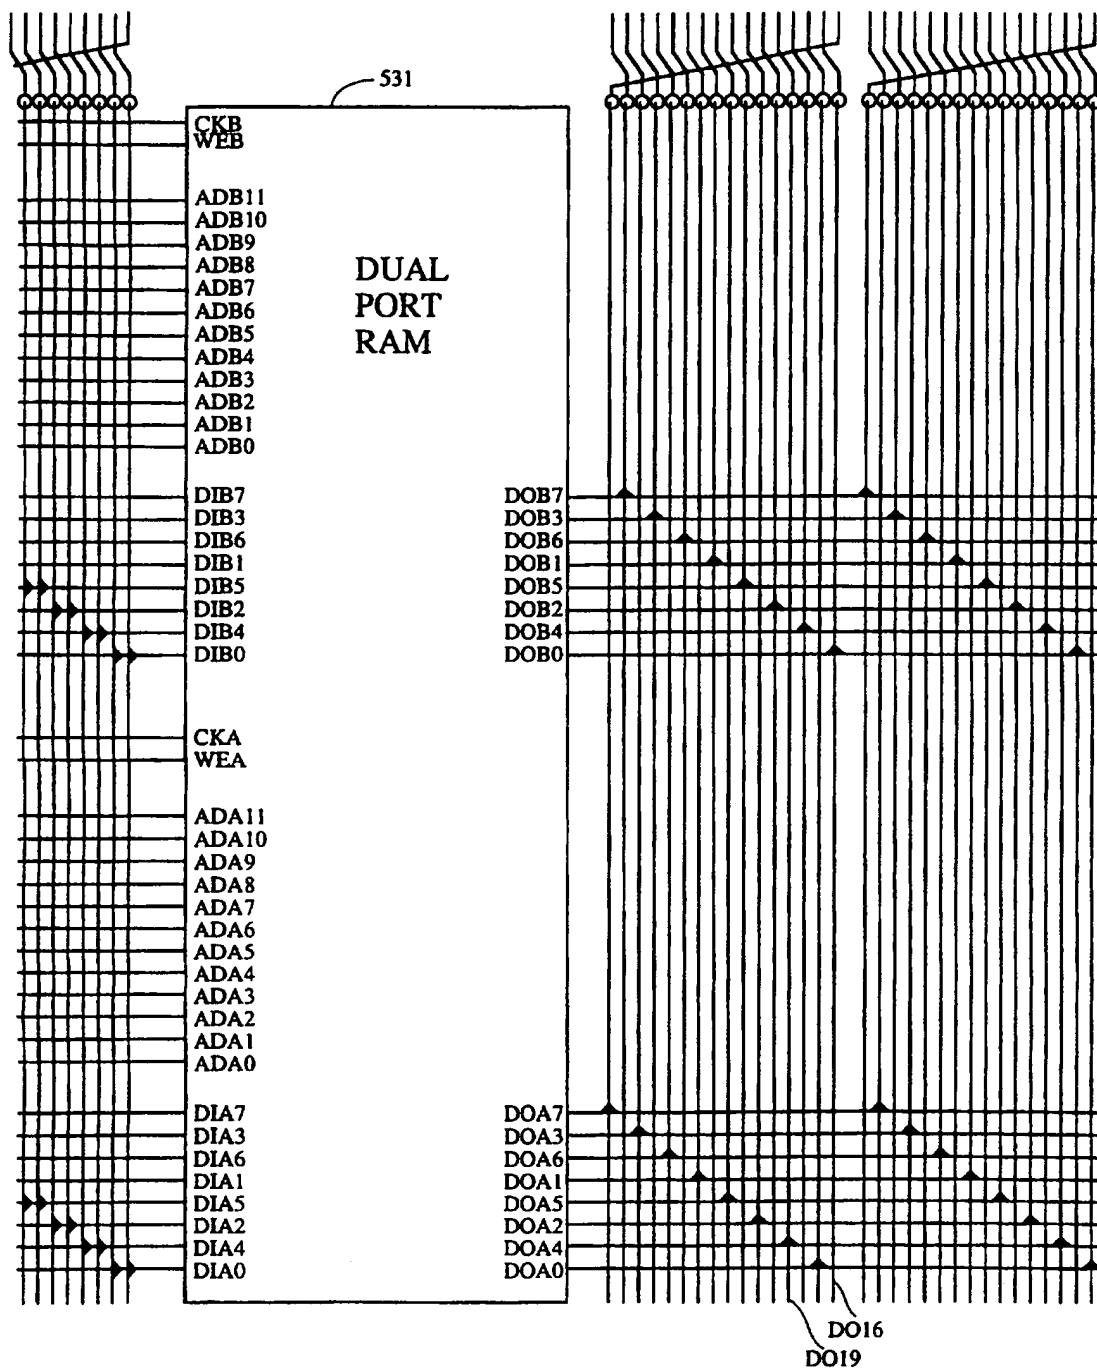 531
CKB
WEB
ADB11
ADB10
ADB9
ADB8
ADB7
ADB6
ADB5
ADB4
ADB3
ADB2
ADB1
ADB0
DUAL
PORT
RAM
DIB7 DOB7
DIB3 DOB3
DIB6 DOB6
DIB1 DOB1
DIB5 DOB5
DIB2 DOB2
DIB4 DOB4
DIB0 DOB0
CKA
WEA
ADA11
ADA10
ADA9
ADA8
ADA7
ADA6
ADA5
ADA4
ADA3
ADA2
ADA1
ADA0
DIA7 DOA7
DIA3 DOA3
DIA6 DOA6
DIA1 DOA1
DIA5 DOA5
DIA2 DOA2
DIA4 DOA4
DIA0 DOA0
DO16
DO19